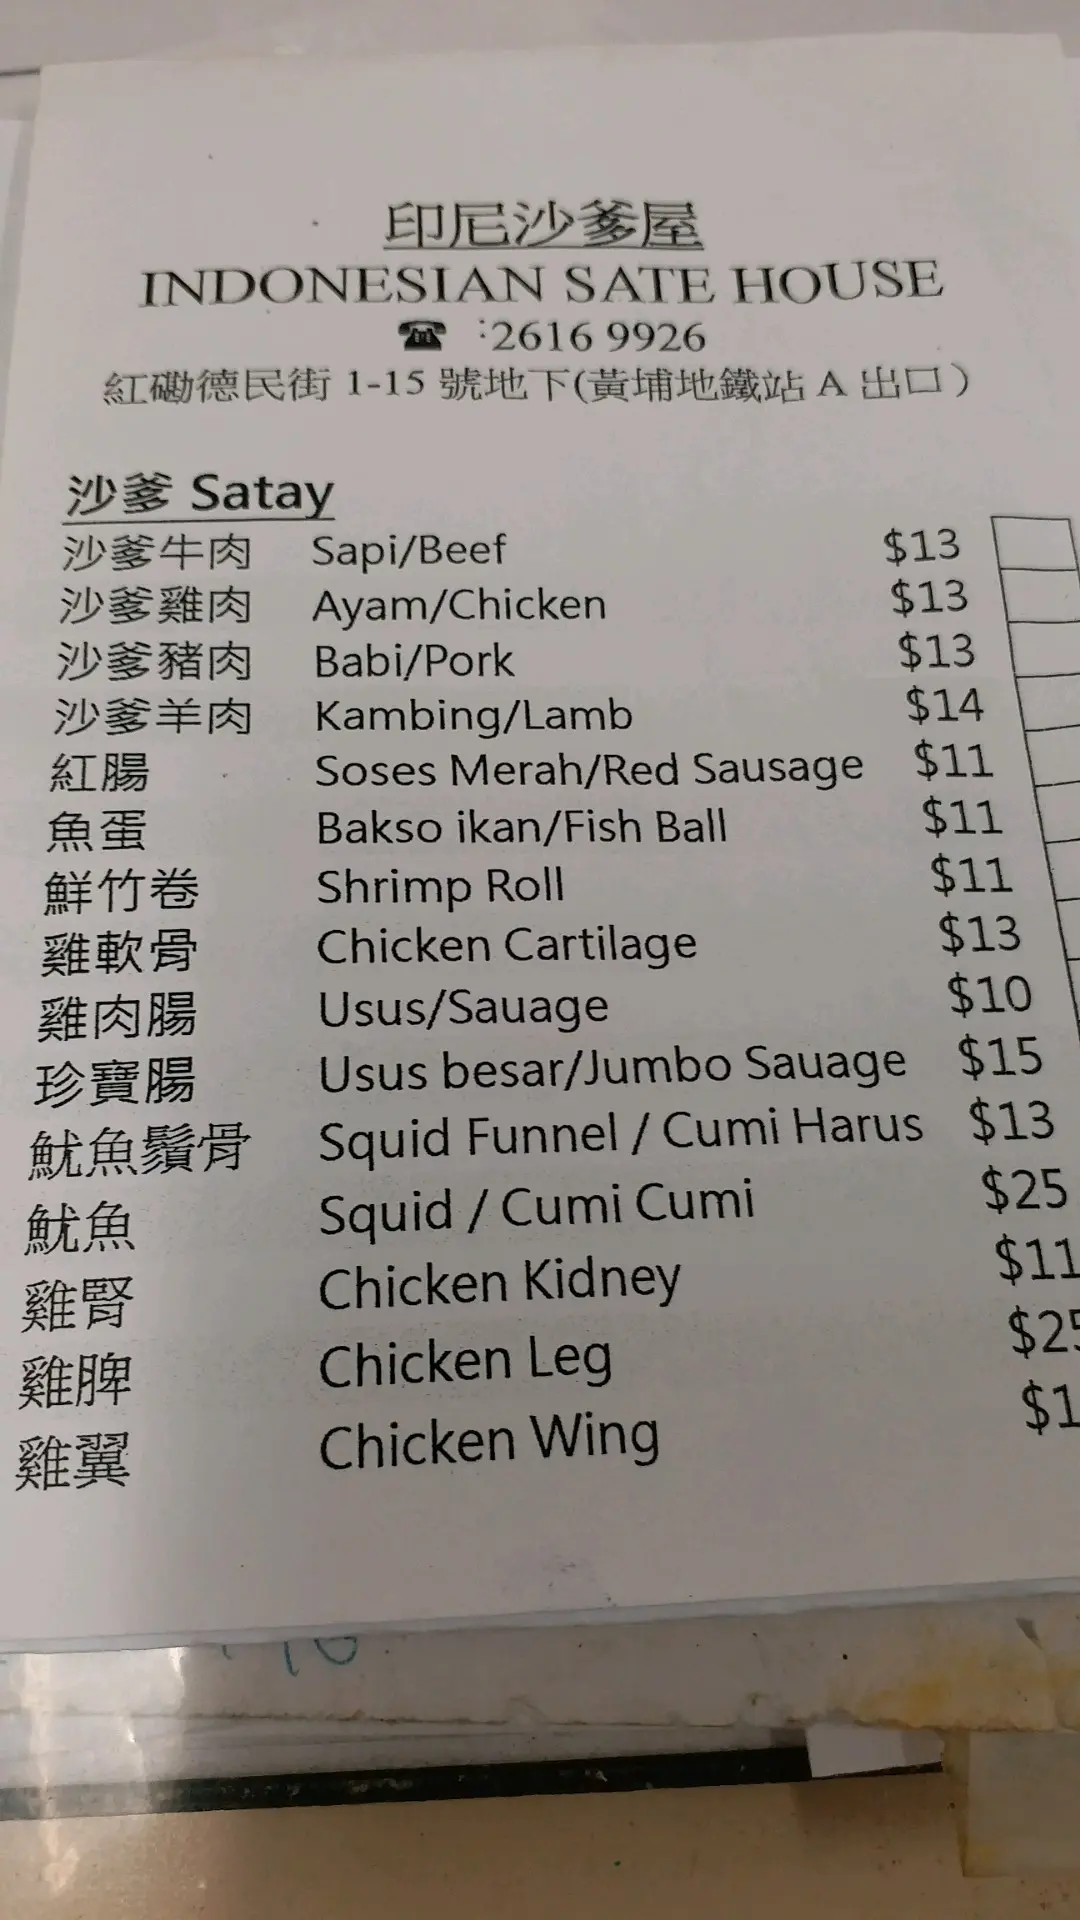 印尼沙爹屋
INDONESIAN SATE HOUSE
☎ :2616 9926
紅磡德民街 1-15 號地下(黃埔地鐵站 A 出口)
沙爹 Satay
沙爹牛肉 Sapi/Beef $13
沙爹雞肉 Ayam/Chicken $13
沙爹豬肉 Babi/Pork $13
沙爹羊肉 Kambing/Lamb $14
紅腸 Soses Merah/Red Sausage $11
魚蛋 Bakso ikan/Fish Ball $11
鮮竹卷 Shrimp Roll $11
雞軟骨 Chicken Cartilage $13
雞肉腸 Usus/Sauage $10
珍寶腸 Usus besar/Jumbo Sauage $15
魷魚鬚骨 Squid Funnel / Cumi Harus $13
魷魚 Squid / Cumi Cumi $25
雞腎 Chicken Kidney $11
雞脾 Chicken Leg $25
雞翼 Chicken Wing